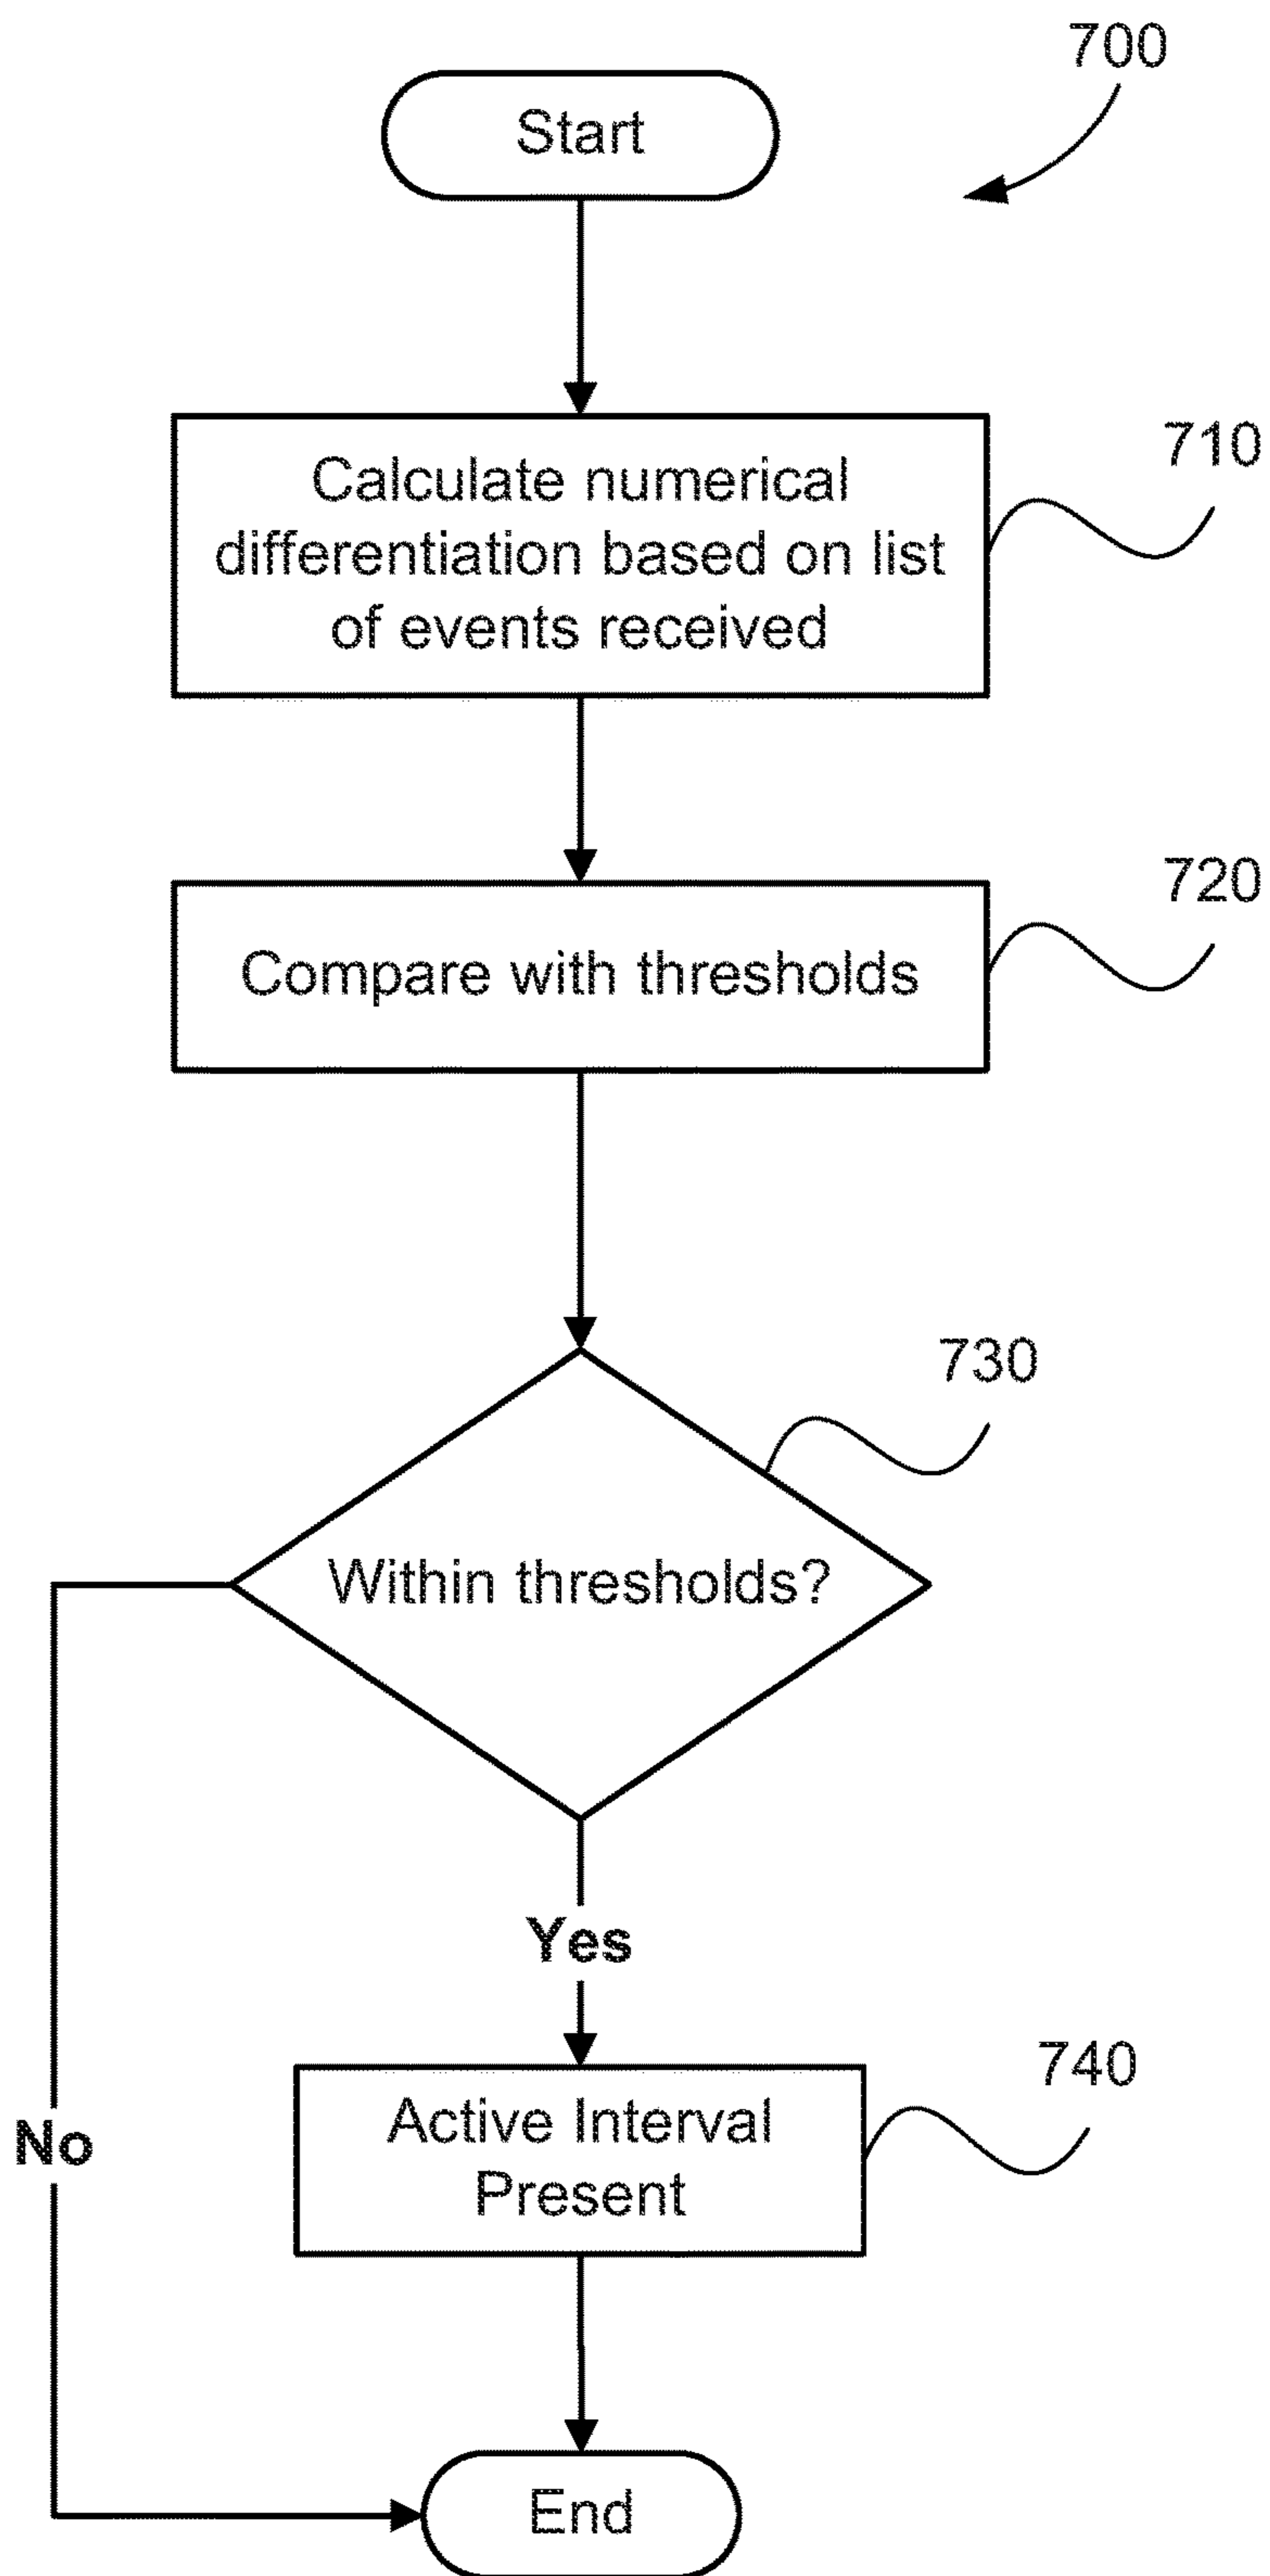 700
Start
710
Calculate numerical
differentiation based on list
of events received
720
Compare with thresholds
730
Within thresholds?
Yes
740
Active Interval
Present
No
End